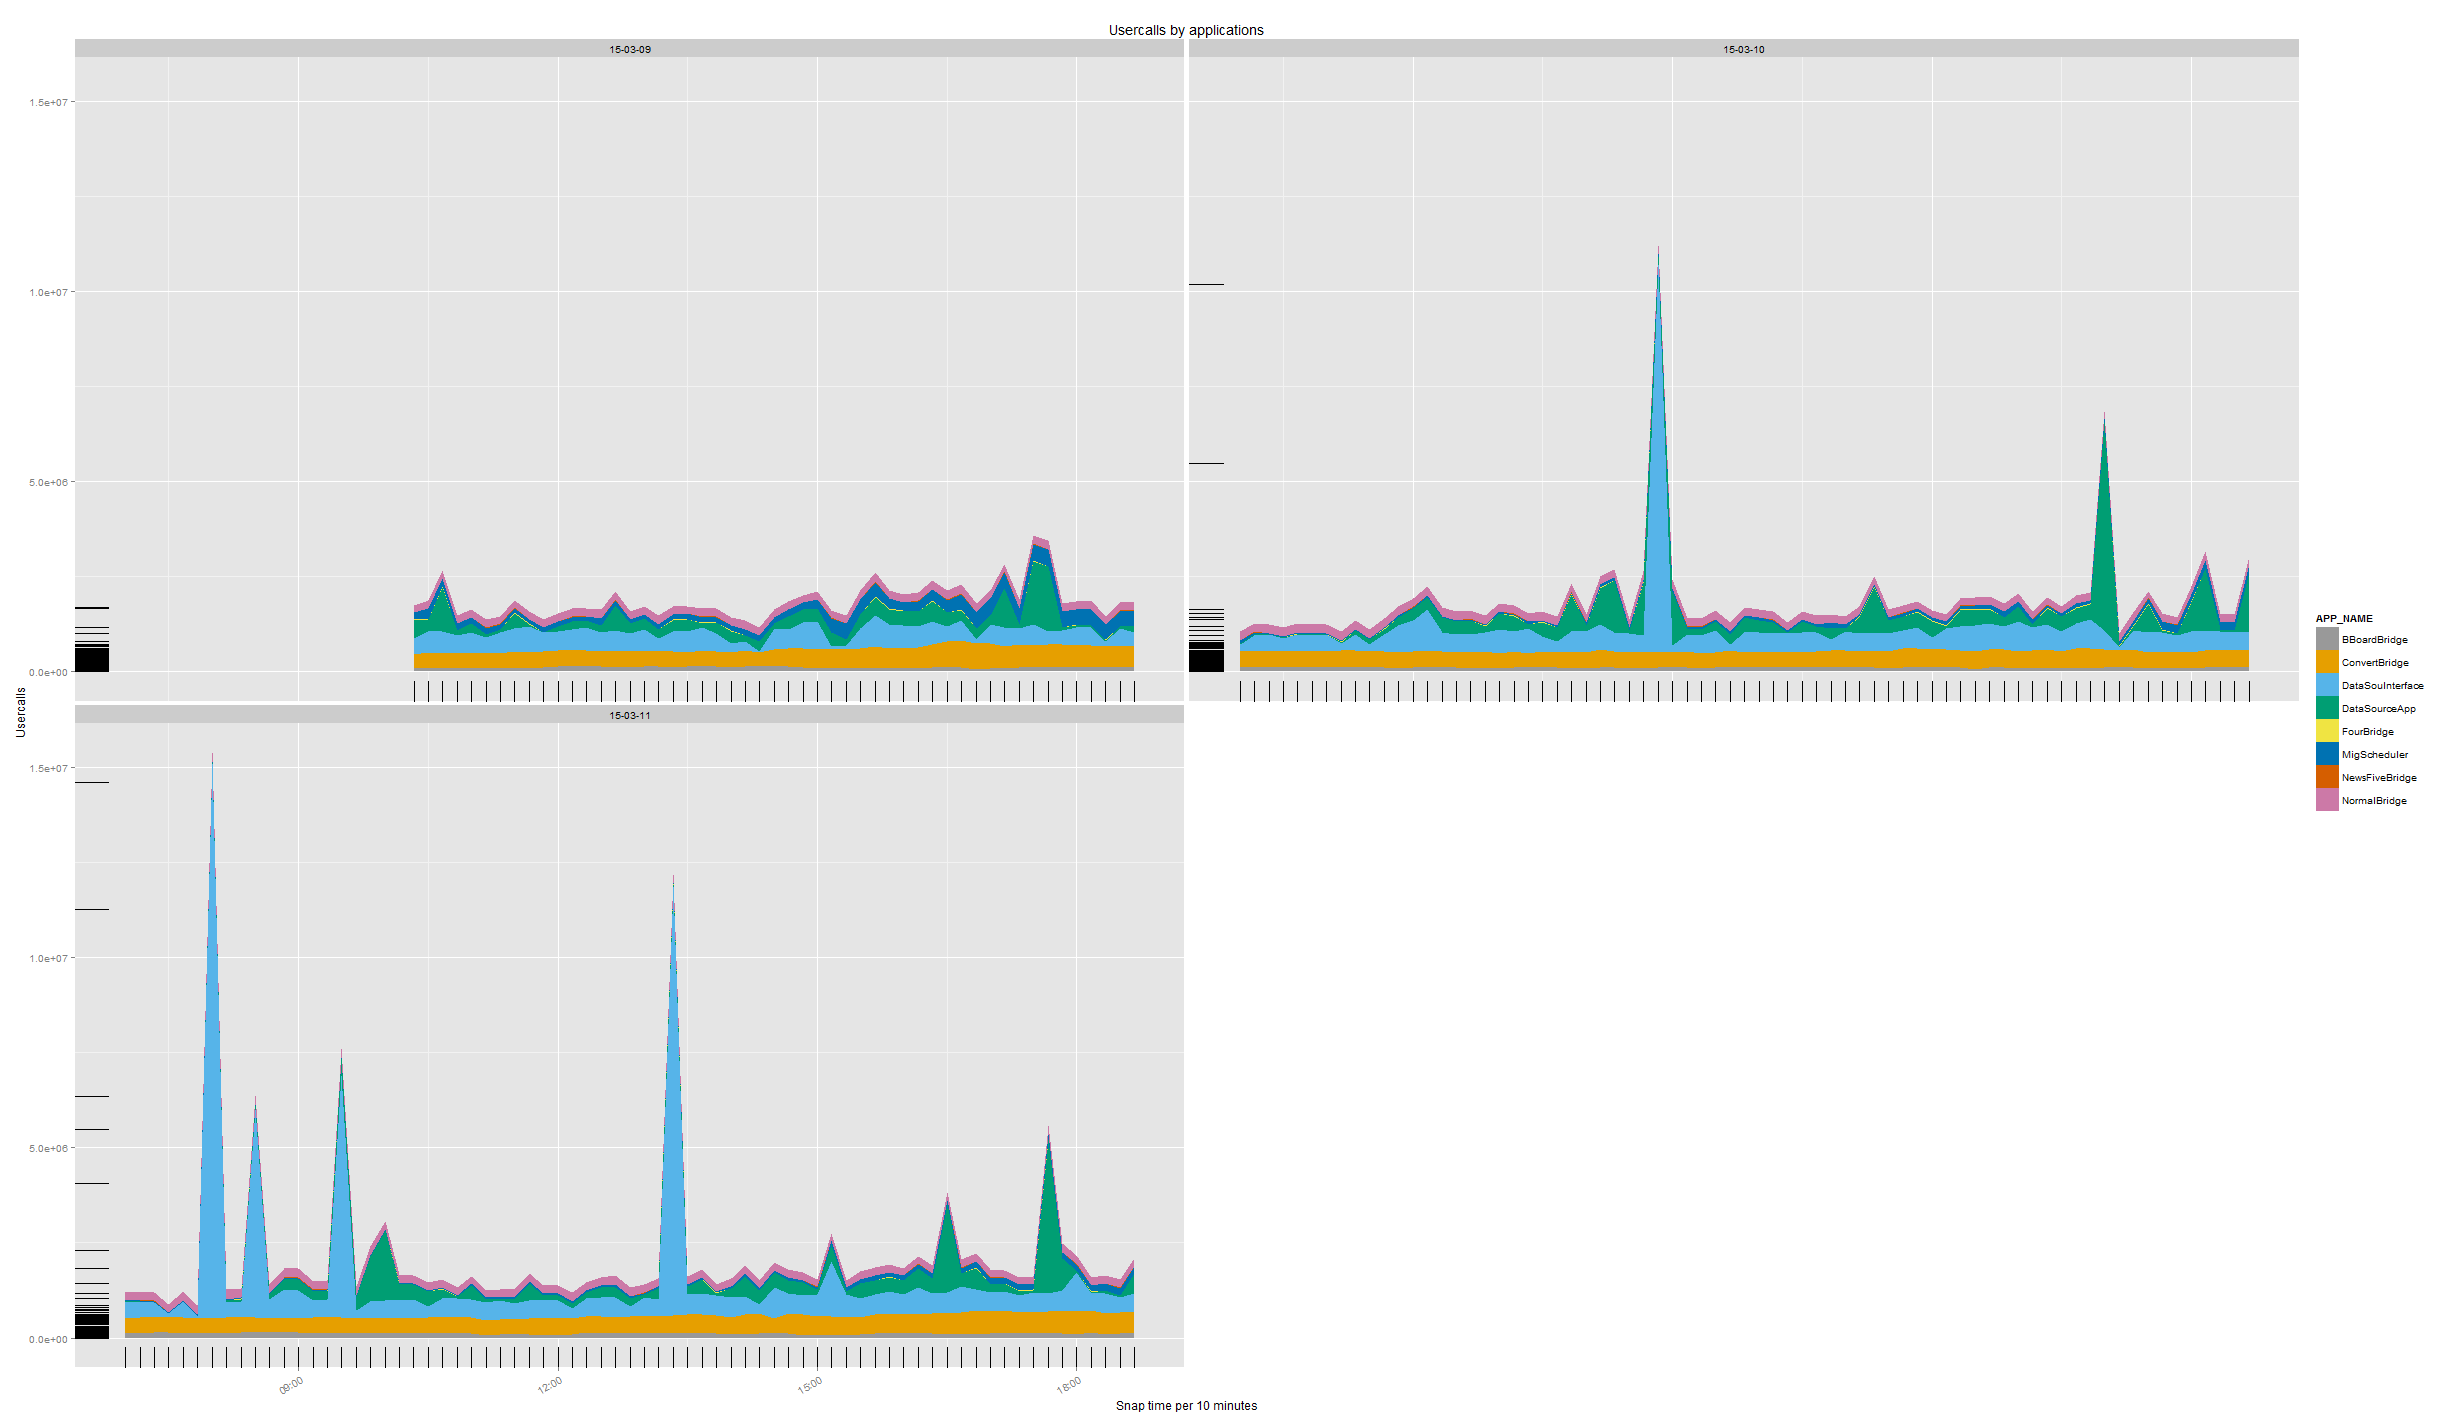 Usercalls by applications
15-03-09
15-03-10
1.5e+07
1.0e+07
5.0e+06
0.0e+00
15-03-11
1.5e+07
1.0e+07
5.0e+06
0.0e+00
09:00
12:00
15:00
18:00
Usercalls
Snap time per 10 minutes
APP_NAME
BBoardBridge
ConvertBridge
DataSouInterface
DataSourceApp
FourBridge
MigScheduler
NewsFiveBridge
NormalBridge